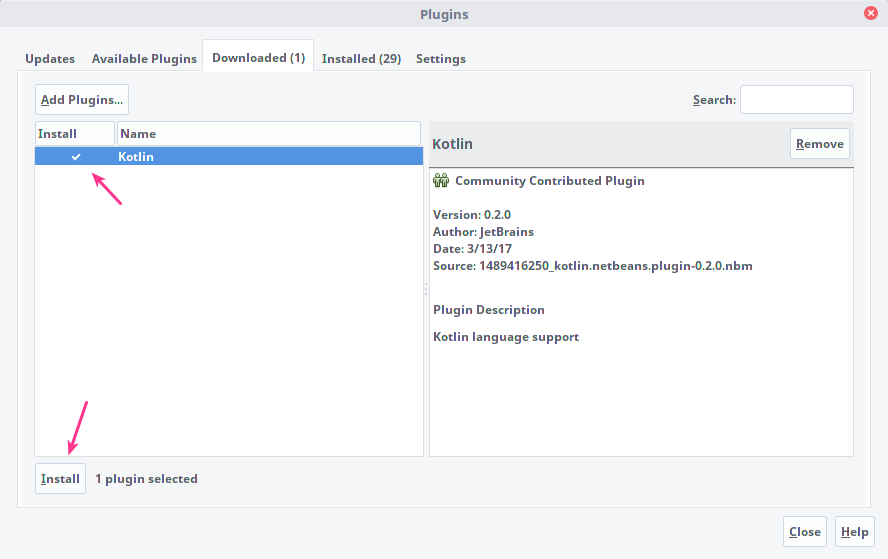 Plugins
Updates Available Plugins Downloaded (1) Installed (29) Settings
Add Plugins... Search:
Install Name
Kotlin
Kotlin Remove
Community Contributed Plugin
Version: 0.2.0
Author: JetBrains
Date: 3/13/17
Source: 1489416250_kotlin.netbeans.plugin-0.2.0.nbm
Plugin Description
Kotlin language support
Install 1 plugin selected
Close Help